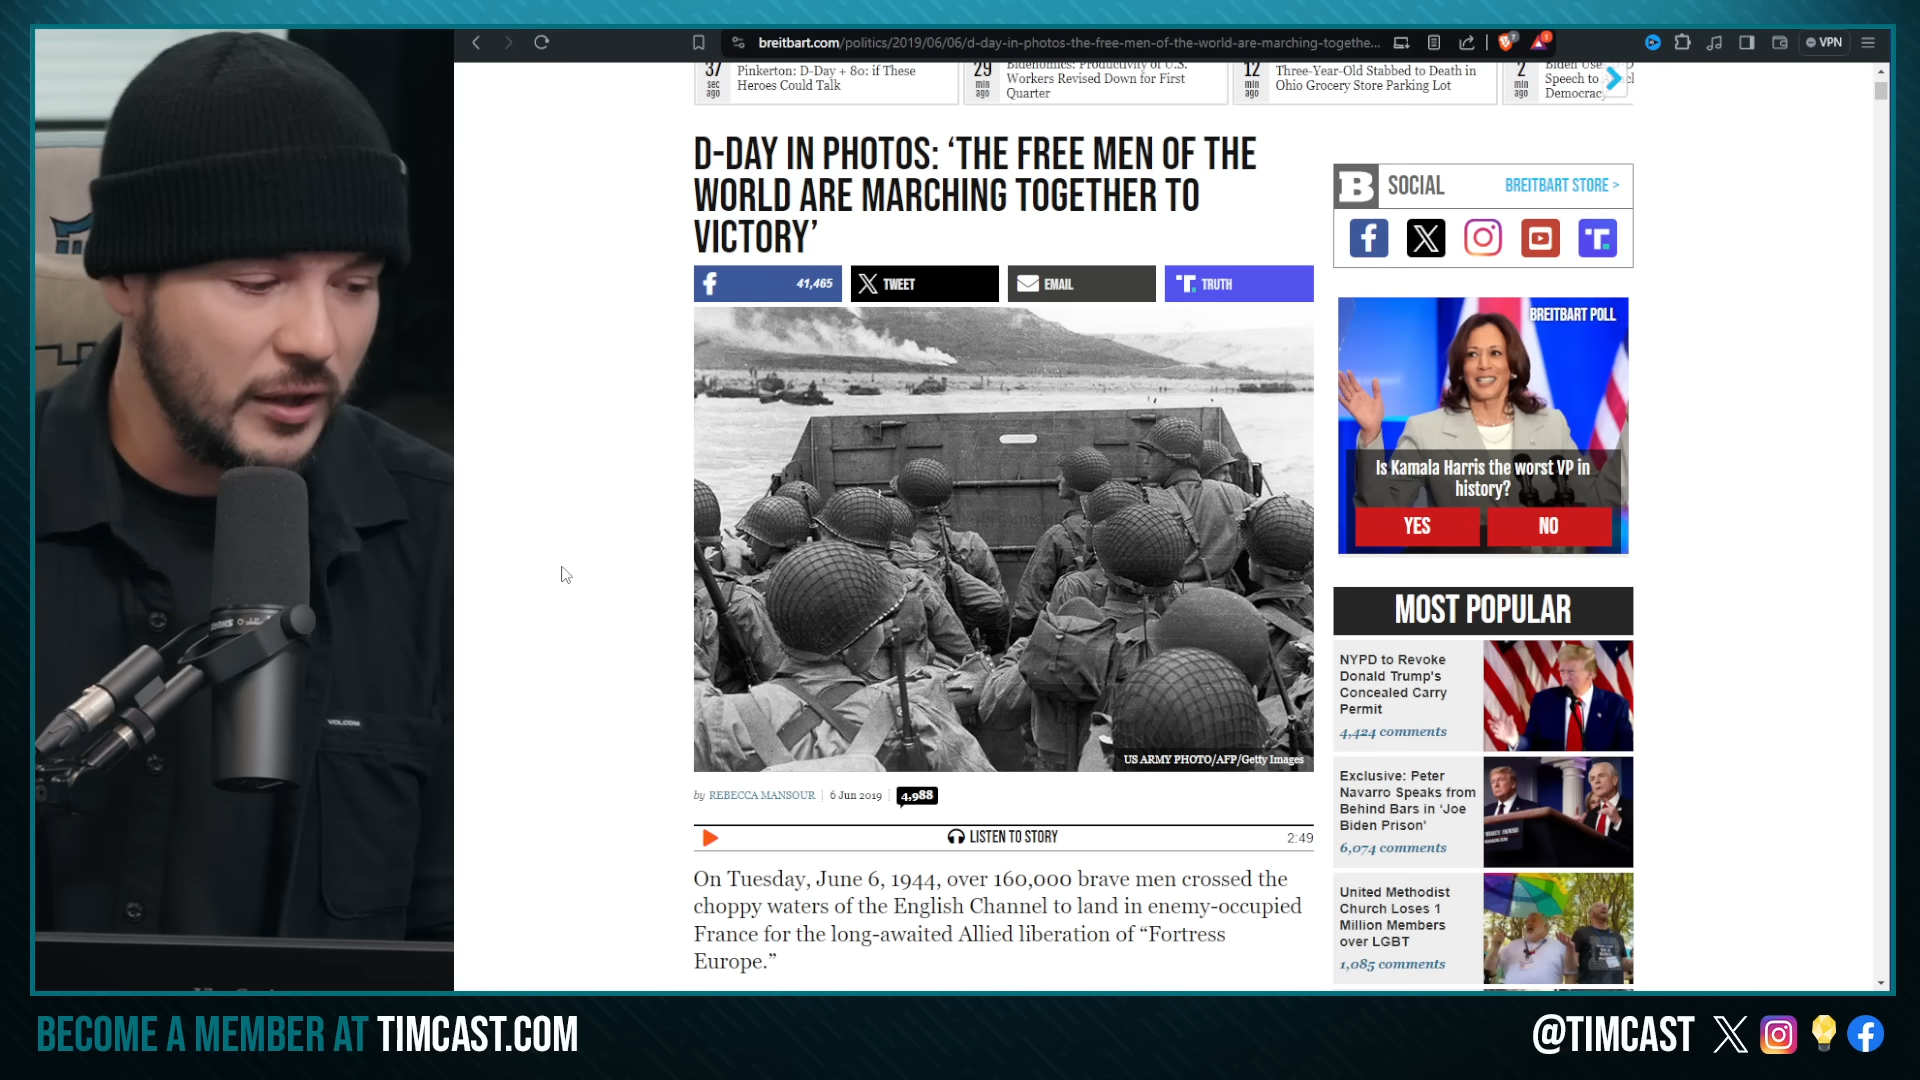 breitbart.com/politics/2019/06/06/d-day-in-photos-the-free-men-of-the-world-are-marching-togethe...
VPN
37
sec
ago
Pinkerton: D-Day + 80: if These
Heroes Could Talk
29
min
ago
Bidenomics: Productivity of U.S.
Workers Revised Down for First
Quarter
12
min
ago
Three-Year-Old Stabbed to Death in
Ohio Grocery Store Parking Lot
2
min
ago
Speech to
Democracy
D-DAY IN PHOTOS: ‘THE FREE MEN OF THE
WORLD ARE MARCHING TOGETHER TO
VICTORY’
41,465
TWEET
EMAIL
TRUTH
US ARMY PHOTO/AFP/Getty Images
by REBECCA MANSOUR | 6 Jun 2019 4,988
LISTEN TO STORY
2:49
On Tuesday, June 6, 1944, over 160,000 brave men crossed the
choppy waters of the English Channel to land in enemy-occupied
France for the long-awaited Allied liberation of “Fortress
Europe.”
B SOCIAL
BREITBART STORE >
BREITBART POLL
Is Kamala Harris the worst VP in
history?
YES
NO
MOST POPULAR
NYPD to Revoke
Donald Trump's
Concealed Carry
Permit
4,424 comments
Exclusive: Peter
Navarro Speaks from
Behind Bars in ‘Joe
Biden Prison’
6,074 comments
United Methodist
Church Loses 1
Million Members
over LGBT
1,085 comments
VOLCOM
SHURE
BECOME A MEMBER AT TIMCAST.COM
@TIMCAST